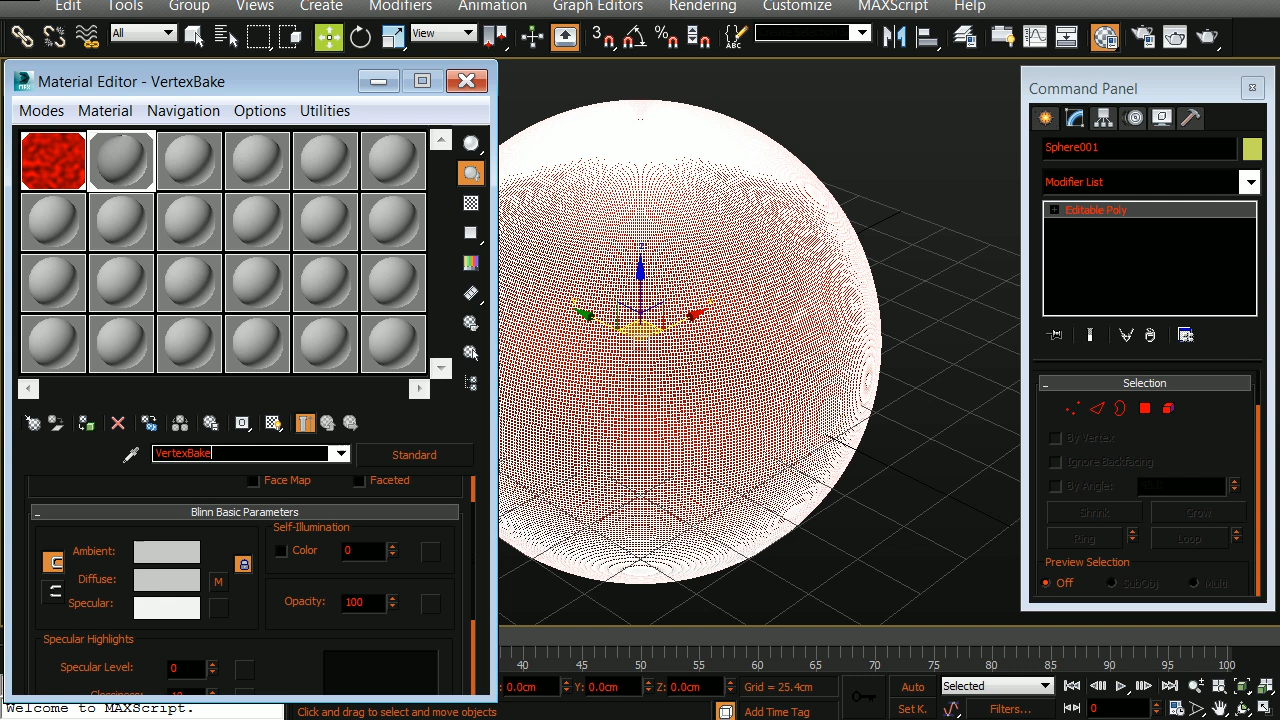 Edit Tools Group Views Create Modifiers Animation Graph Editors Rendering Customize MAXScript Help
All
View
3
Material Editor - VertexBake
Modes Material Navigation Options Utilities
VertexBake
Standard
Face Map
Faceted
Blinn Basic Parameters
Self-Illumination
Ambient:
Color 0
Diffuse:
M
Specular:
Opacity: 100
Specular Highlights
Specular Level: 0
Glossiness: 10
Command Panel
Sphere001
Modifier List
Editable Poly
Selection
By Vertex
Ignore Backfacing
By Angle:
Shrink Grow
Ring Loop
Preview Selection
Off SubObj Multi
40 45 50 55 60 65 70 75 80 85 90 95 100
0.0cm Y: 0.0cm Z: 0.0cm Grid = 25.4cm
Auto Selected
Set K. Filters... 0
Welcome to MAXScript.
Click and drag to select and move objects
Add Time Tag